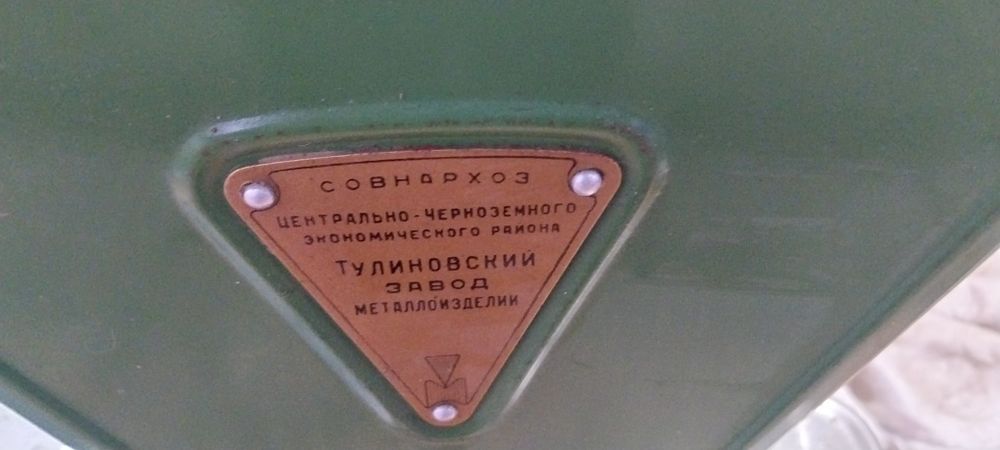 СОВНАРХОЗ
ЦЕНТРАЛЬНО-ЧЕРНОЗЕМНОГО
ЭКОНОМИЧЕСКОГО РАЙОНА
ТУЛИНОВСКИЙ
ЗАВОД
МЕТАЛЛОИЗДЕЛИЙ